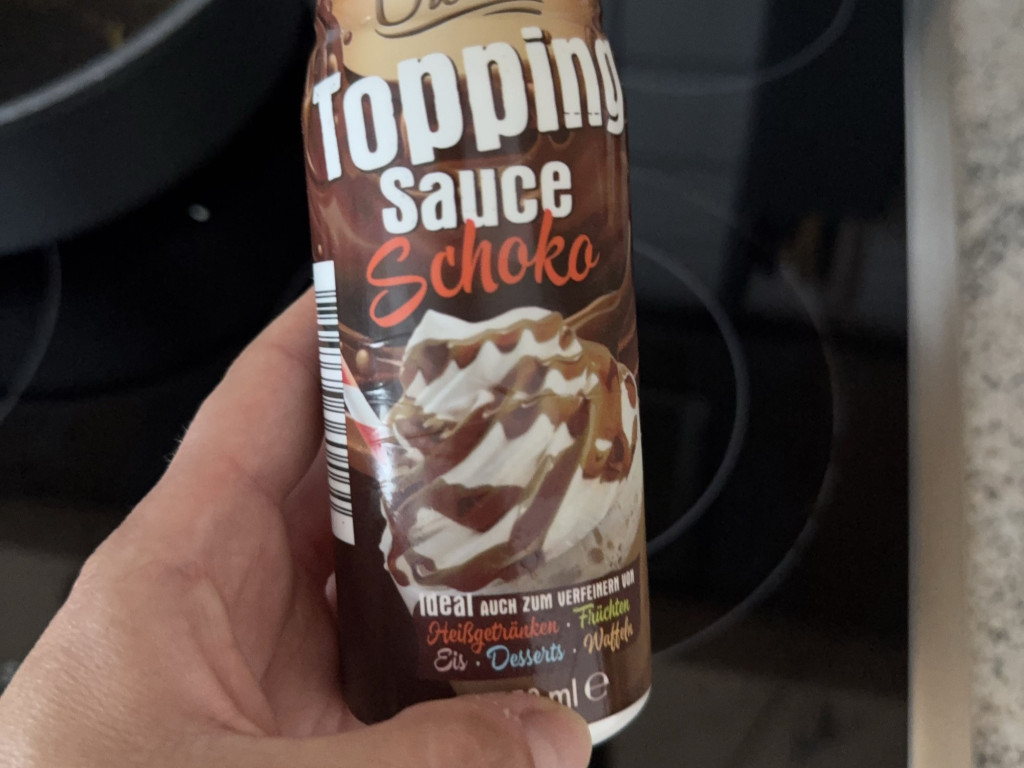 Topping
Sauce
Schoko
Ideal AUCH ZUM VERFEINERN VON
Heißgetränken · Früchten
Eis · Desserts · Waffeln
ml e